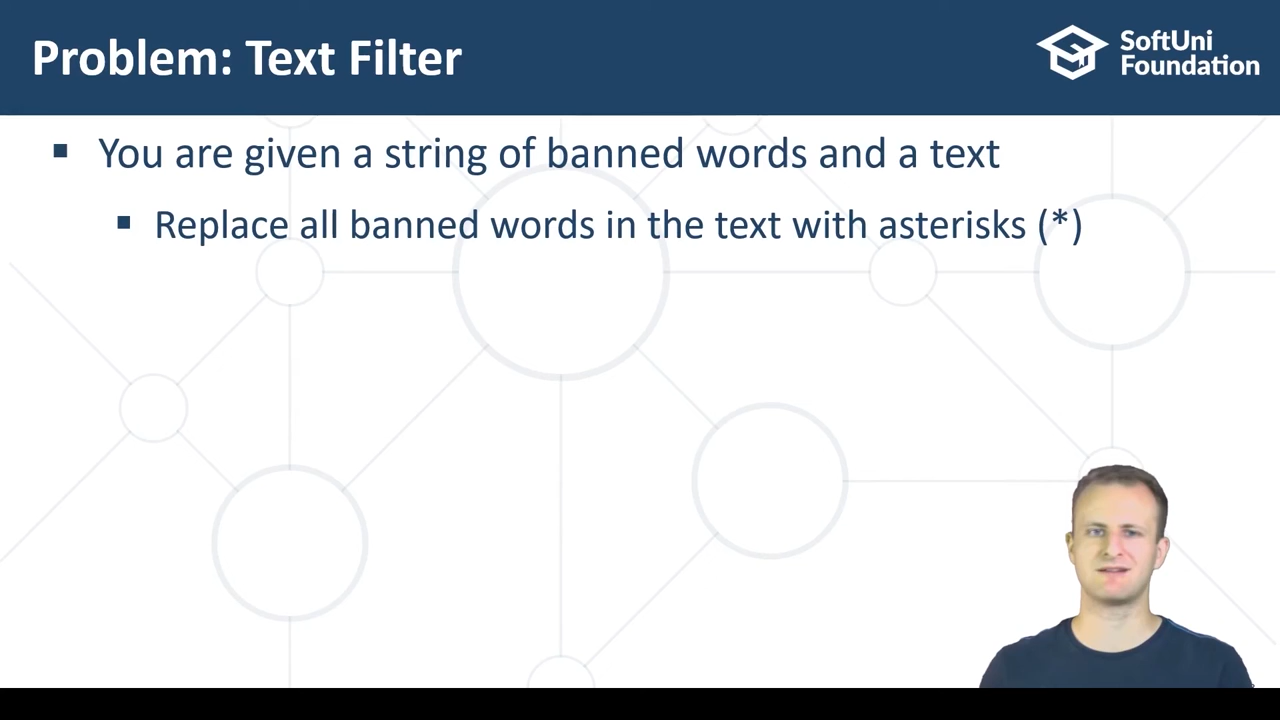 Problem: Text Filter
SoftUni
Foundation
You are given a string of banned words and a text
Replace all banned words in the text with asterisks (*)